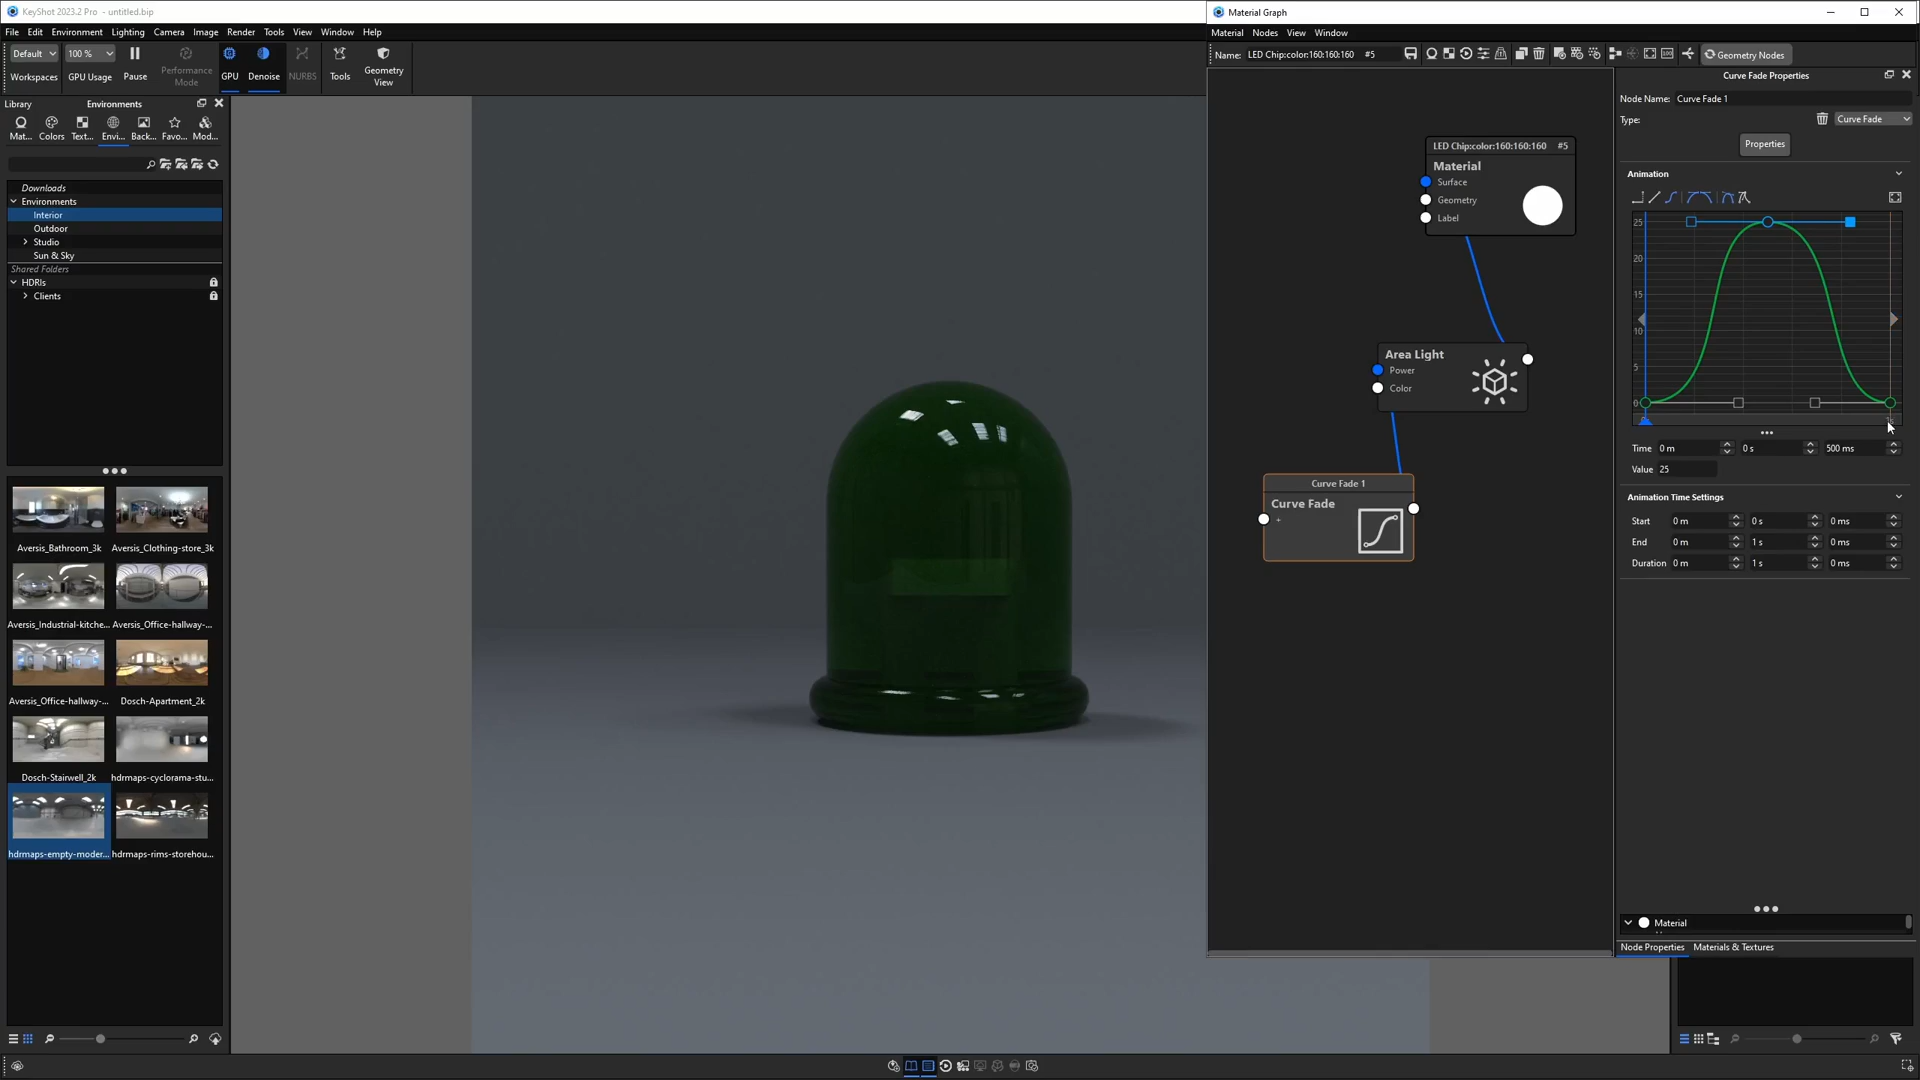 KeyShot 2023.2 Pro - untitled.bip
File Edit Environment Lighting Camera Image Render Tools View Window Help
Default
100 %
Workspaces
GPU Usage
Pause
Performance
Mode
GPU
Denoise
NURBS
Tools
Geometry
View
Library
Environments
Mat...
Colors
Text...
Envi...
Back...
Favo...
Mod...
Downloads
Environments
Interior
Outdoor
Studio
Sun & Sky
Shared Folders
HDRIs
Clients
Aversis_Bathroom_3k
Aversis_Clothing-store_3k
Aversis_Industrial-kitche...
Aversis_Office-hallway-...
Aversis_Office-hallway-...
Dosch-Apartment_2k
Dosch-Stairwell_2k
hdrmaps-cyclorama-stu...
hdrmaps-empty-moder...
hdrmaps-rims-storehou...
Material Graph
Material Nodes View Window
Name: LED Chip:color:160:160:160 #5
Geometry Nodes
LED Chip:color:160:160:160 #5
Material
Surface
Geometry
Label
Area Light
Power
Color
Curve Fade 1
Curve Fade
+
Curve Fade Properties
Node Name: Curve Fade 1
Type:
Curve Fade
Properties
Animation
25
20
15
10
5
0
Time 0 m 0 s 500 ms
Value 25
Animation Time Settings
Start 0 m 0 s 0 ms
End 0 m 1 s 0 ms
Duration 0 m 1 s 0 ms
Material
Node Properties
Materials & Textures